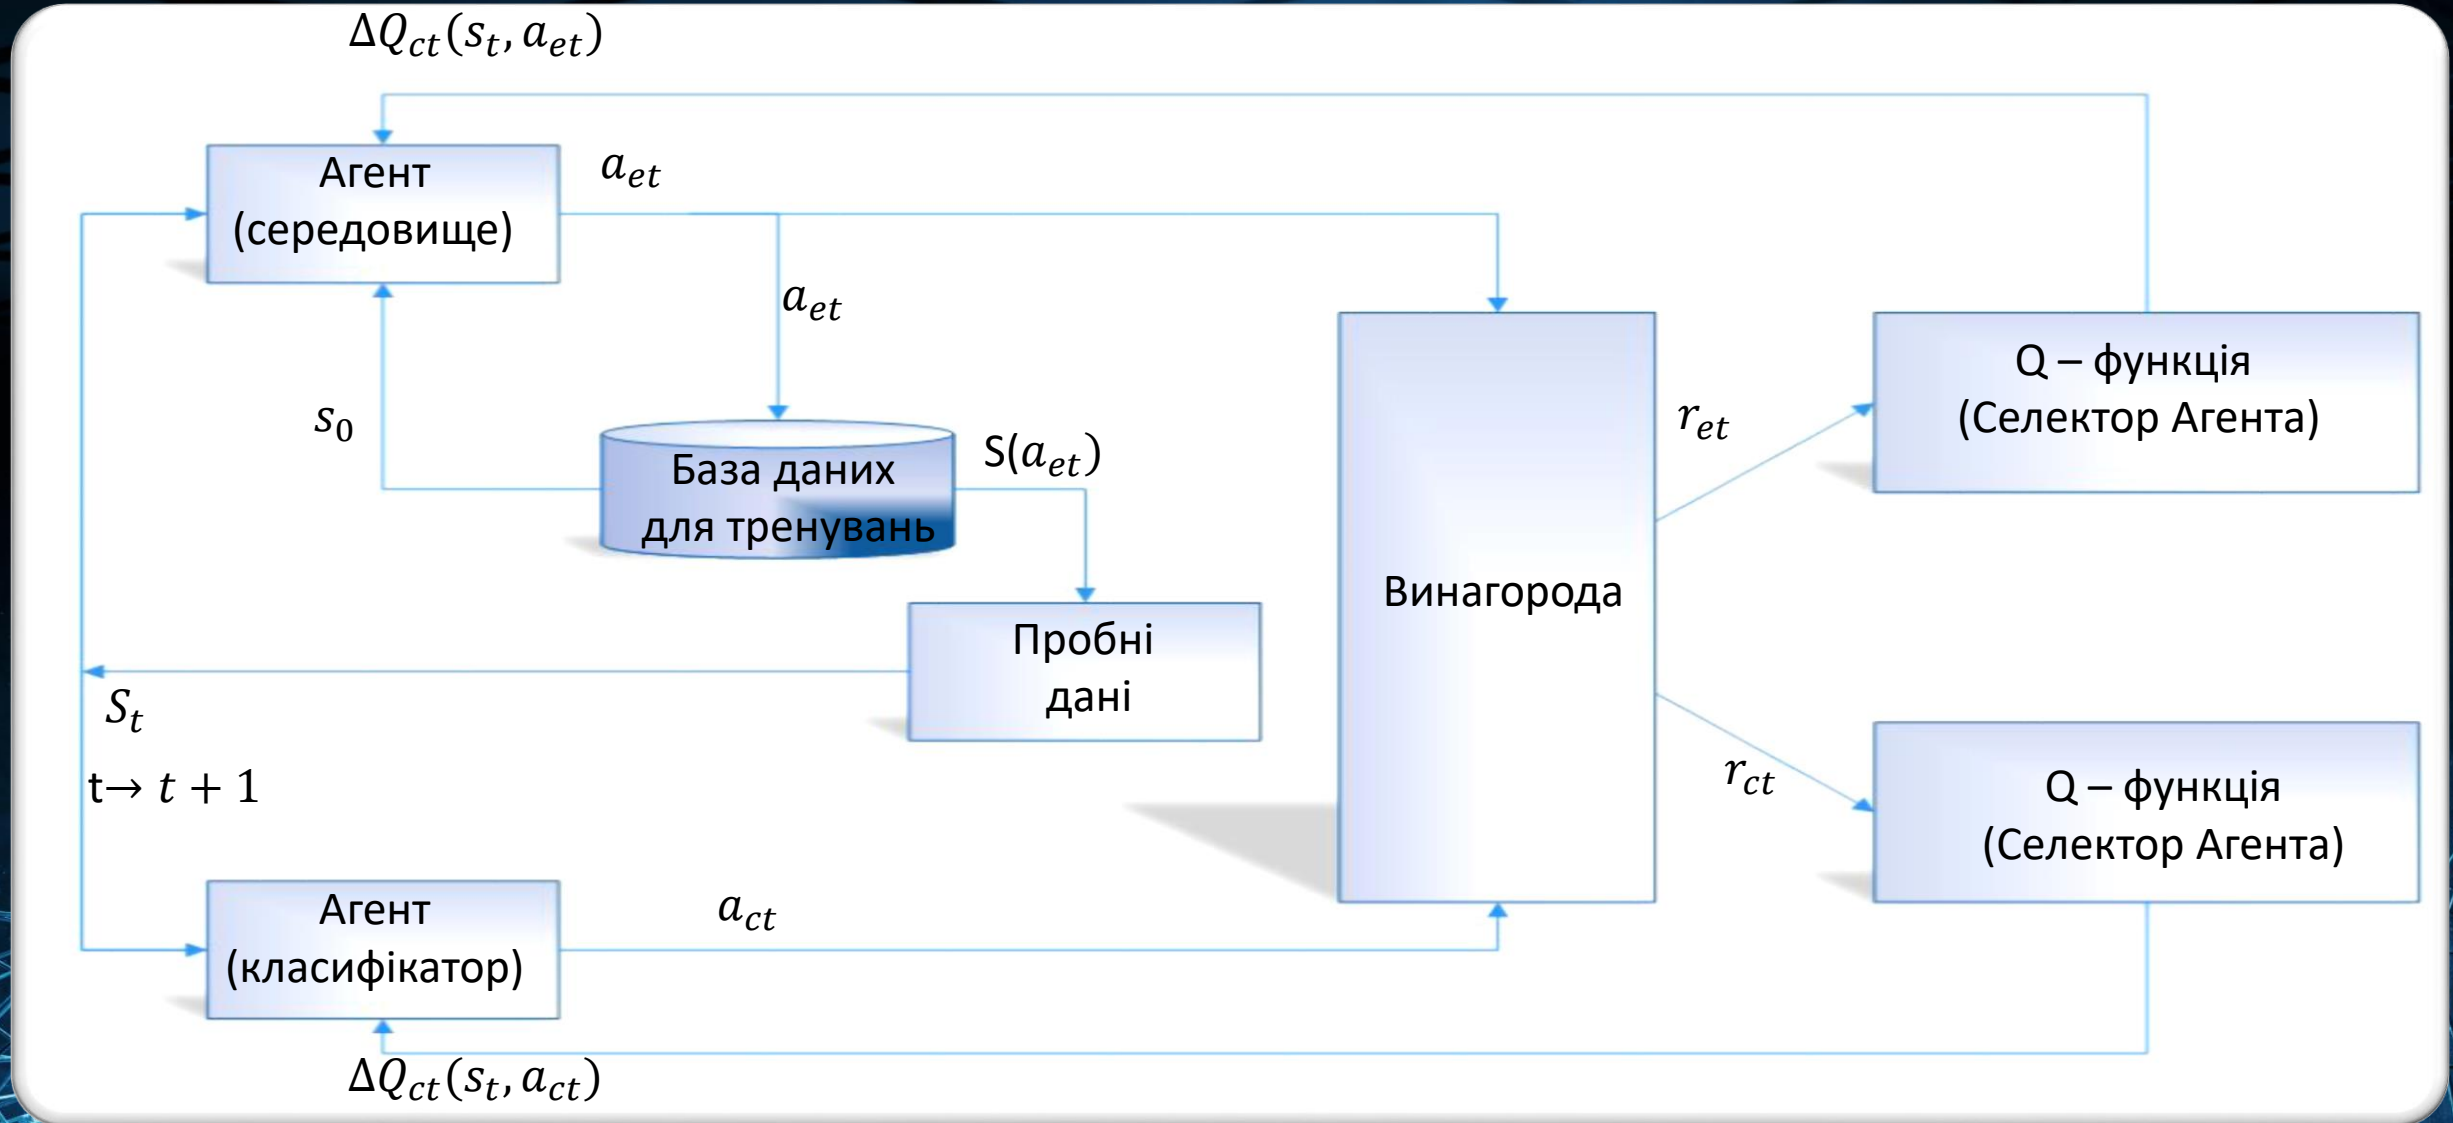 ΔQ_ct(s_t, a_et)
Агент
(середовище)
a_et
a_et
s_0
База даних
для тренувань
S(a_et)
Пробні
дані
S_t
t→ t + 1
Агент
(класифікатор)
a_ct
ΔQ_ct(s_t, a_ct)
Винагорода
r_et
r_ct
Q – функція
(Селектор Агента)
Q – функція
(Селектор Агента)